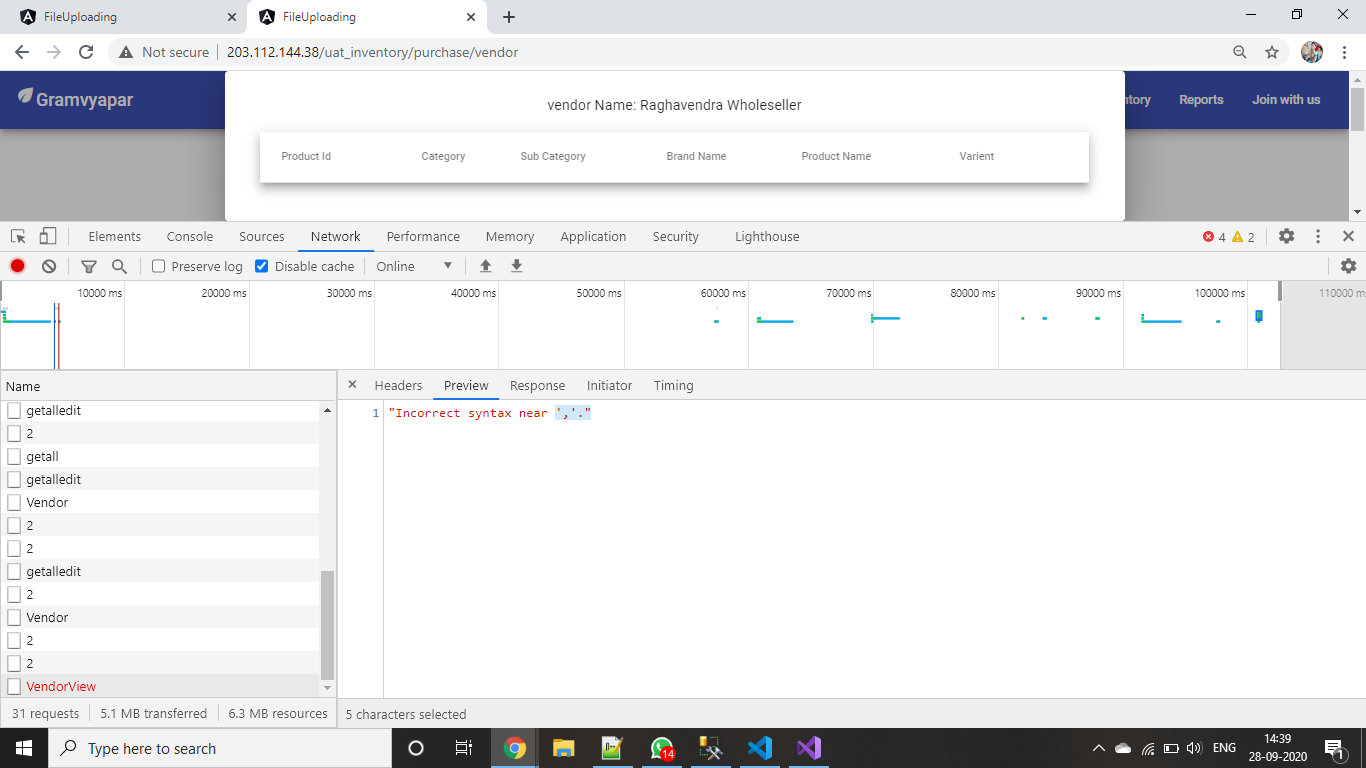 FileUploading
FileUploading
Not secure 203.112.144.38/uat_inventory/purchase/vendor
Gramvyapar
ntory Reports Join with us
vendor Name: Raghavendra Wholeseller
Product Id Category Sub Category Brand Name Product Name Varient
Elements Console Sources Network Performance Memory Application Security Lighthouse 4 2
Preserve log Disable cache Online
10000 ms 20000 ms 30000 ms 40000 ms 50000 ms 60000 ms 70000 ms 80000 ms 90000 ms 100000 ms 110000 ms
Name
Headers Preview Response Initiator Timing
1 "Incorrect syntax near ','."
getalledit
2
getall
getalledit
Vendor
2
2
getalledit
2
Vendor
2
2
VendorView
31 requests 5.1 MB transferred 6.3 MB resources
5 characters selected
Type here to search
14
ENG
14:39
28-09-2020
1